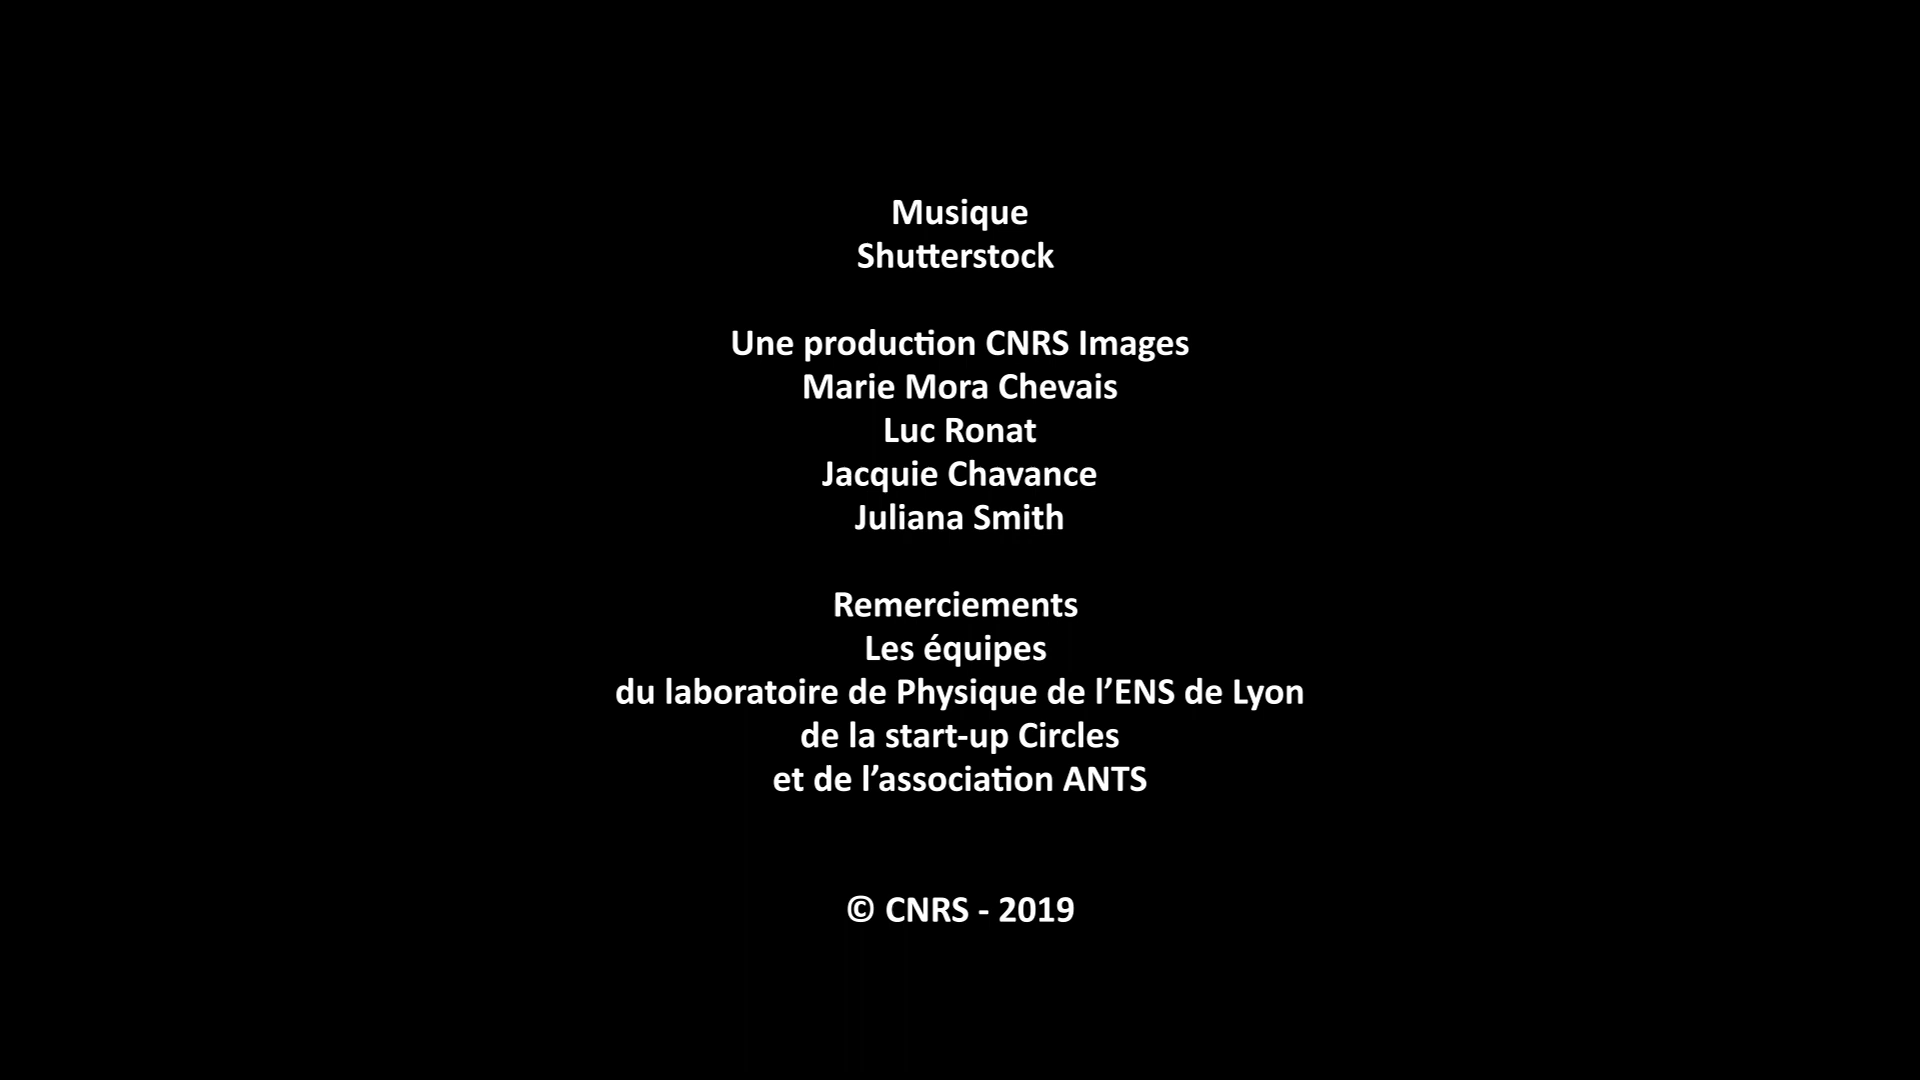 Musique
Shutterstock
Une production CNRS Images
Marie Mora Chevais
Luc Ronat
Jacquie Chavance
Juliana Smith
Remerciements
Les équipes
du laboratoire de Physique de l’ENS de Lyon
de la start-up Circles
et de l’association ANTS
© CNRS - 2019